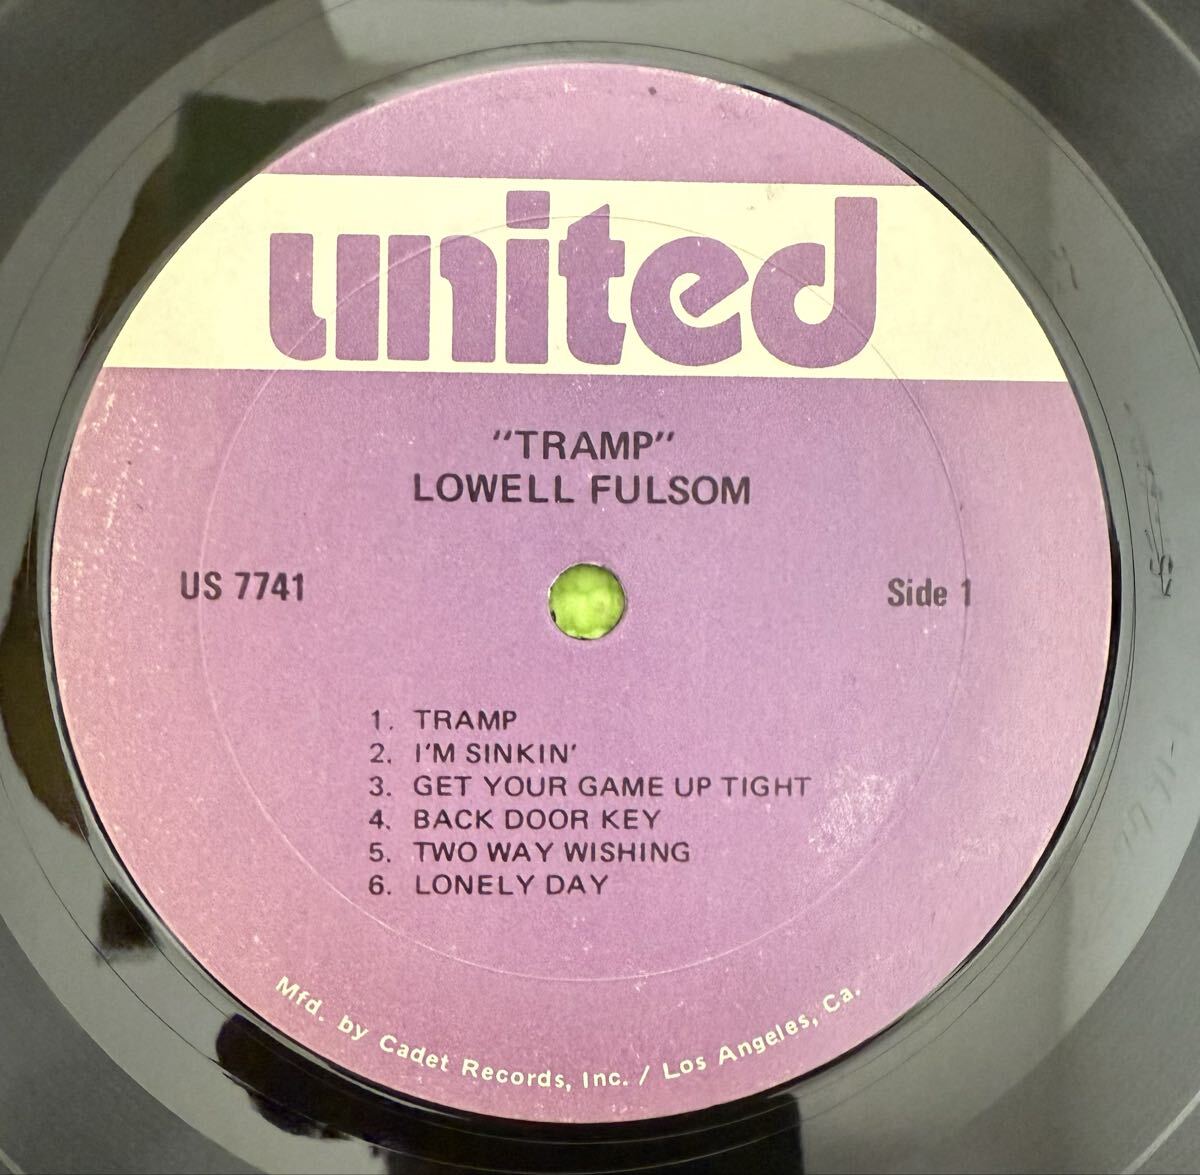 united
"TRAMP"
LOWELL FULSOM
US 7741
Side 1
1. TRAMP
2. I'M SINKIN'
3. GET YOUR GAME UP TIGHT
4. BACK DOOR KEY
5. TWO WAY WISHING
6. LONELY DAY
Mfd. by Cadet Records, Inc. / Los Angeles, Ca.